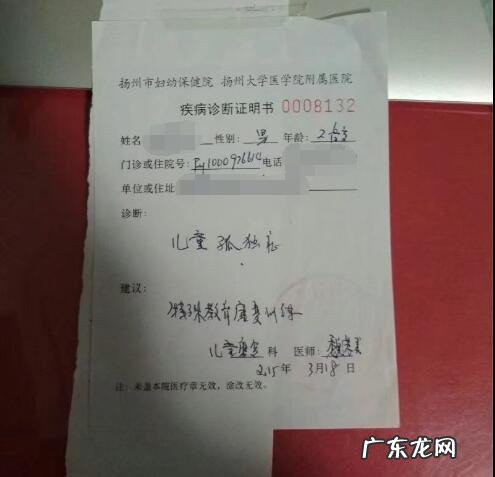 扬州市妇幼保健院 扬州大学医学院附属医院
疾病诊断证明书 0008132
姓名 性别: 男 年龄: 2
门诊或住院号: 电话
单位或住址
诊断:
儿童孤独症
建议:
特殊教育康复训练
儿童康复 科 医师:
2015年 3月18日
注: 未盖本院医疗章无效,涂改无效。
广东龙网